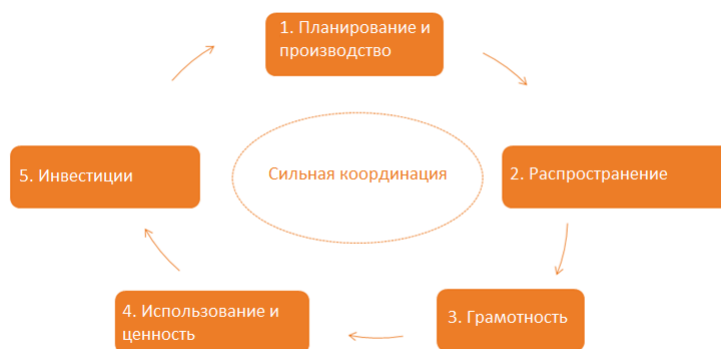 1. Планирование и
производство
2. Распространение
3. Грамотность
4. Использование и
ценность
5. Инвестиции
Сильная координация